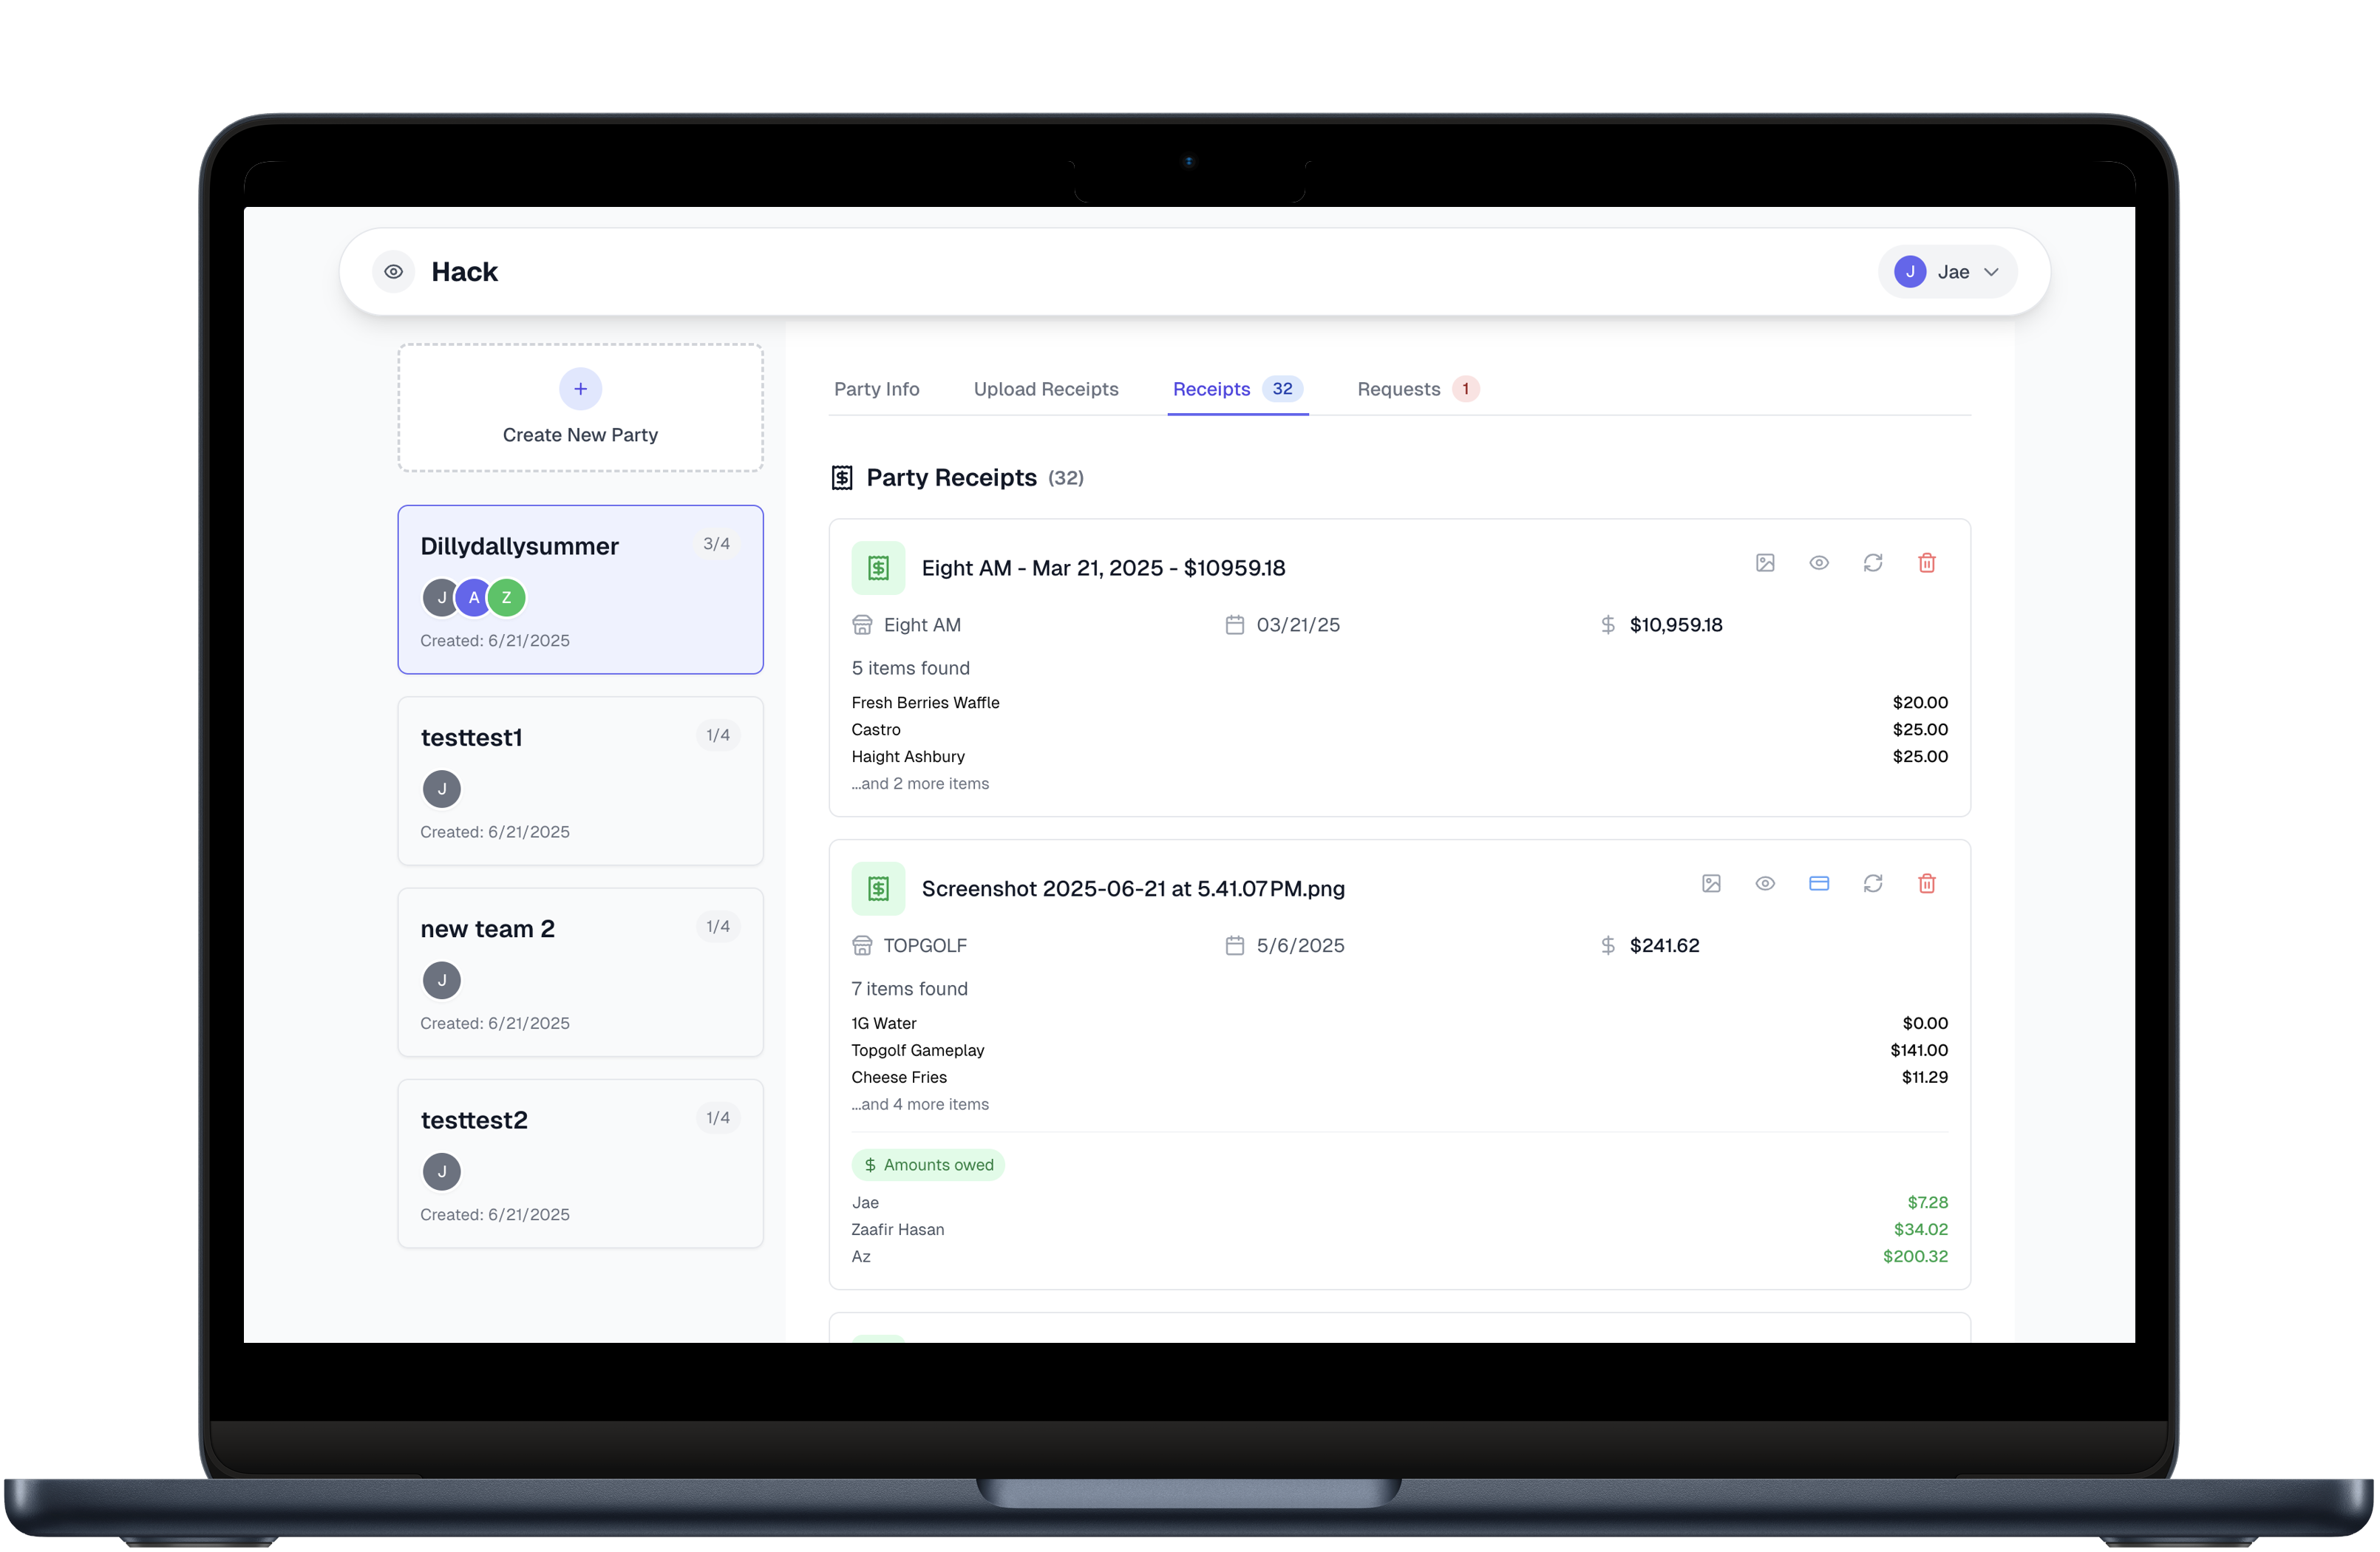 Hack
J Jae
Create New Party
Dillydallysummer 3/4
J A Z
Created: 6/21/2025
testtest1 1/4
J
Created: 6/21/2025
new team 2 1/4
J
Created: 6/21/2025
testtest2 1/4
J
Created: 6/21/2025
Party Info Upload Receipts Receipts 32 Requests 1
Party Receipts (32)
Eight AM - Mar 21, 2025 - $10959.18
Eight AM 03/21/25 $10,959.18
5 items found
Fresh Berries Waffle $20.00
Castro $25.00
Haight Ashbury $25.00
...and 2 more items
Screenshot 2025-06-21 at 5.41.07 PM.png
TOPGOLF 5/6/2025 $241.62
7 items found
1G Water $0.00
Topgolf Gameplay $141.00
Cheese Fries $11.29
...and 4 more items
$ Amounts owed
Jae $7.28
Zaafir Hasan $34.02
Az $200.32